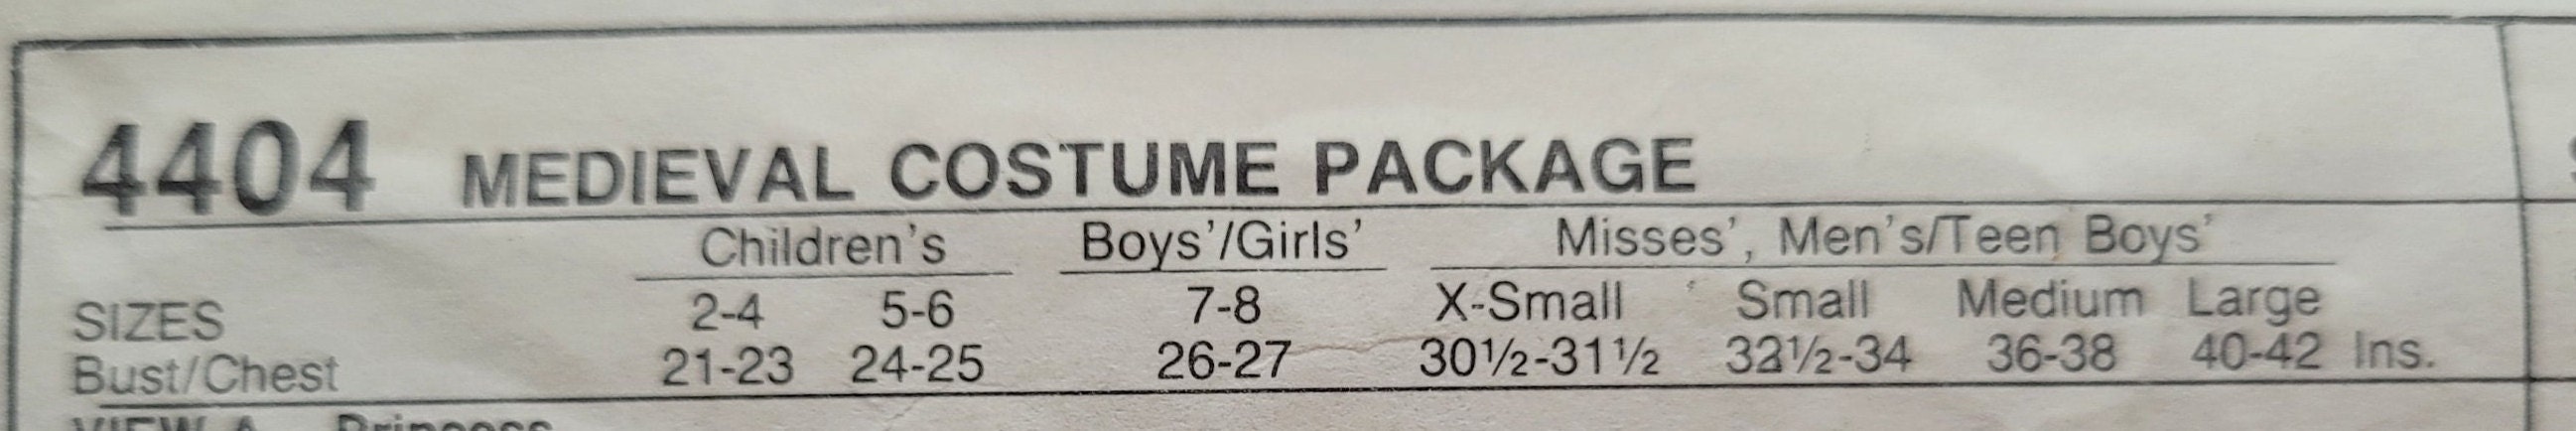 4404 MEDIEVAL COSTUME PACKAGE
Children's Boys'/Girls' Misses', Men's/Teen Boys'
SIZES 2-4 5-6 7-8 X-Small Small Medium Large
Bust/Chest 21-23 24-25 26-27 30½-31½ 32½-34 36-38 40-42 Ins.
VIEW A Princess